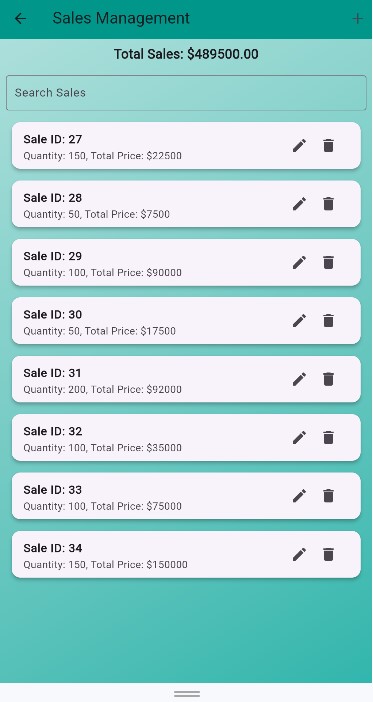 Sales Management
Total Sales: $489500.00
Search Sales
Sale ID: 27
Quantity: 150, Total Price: $22500
Sale ID: 28
Quantity: 50, Total Price: $7500
Sale ID: 29
Quantity: 100, Total Price: $90000
Sale ID: 30
Quantity: 50, Total Price: $17500
Sale ID: 31
Quantity: 200, Total Price: $92000
Sale ID: 32
Quantity: 100, Total Price: $35000
Sale ID: 33
Quantity: 100, Total Price: $75000
Sale ID: 34
Quantity: 150, Total Price: $150000